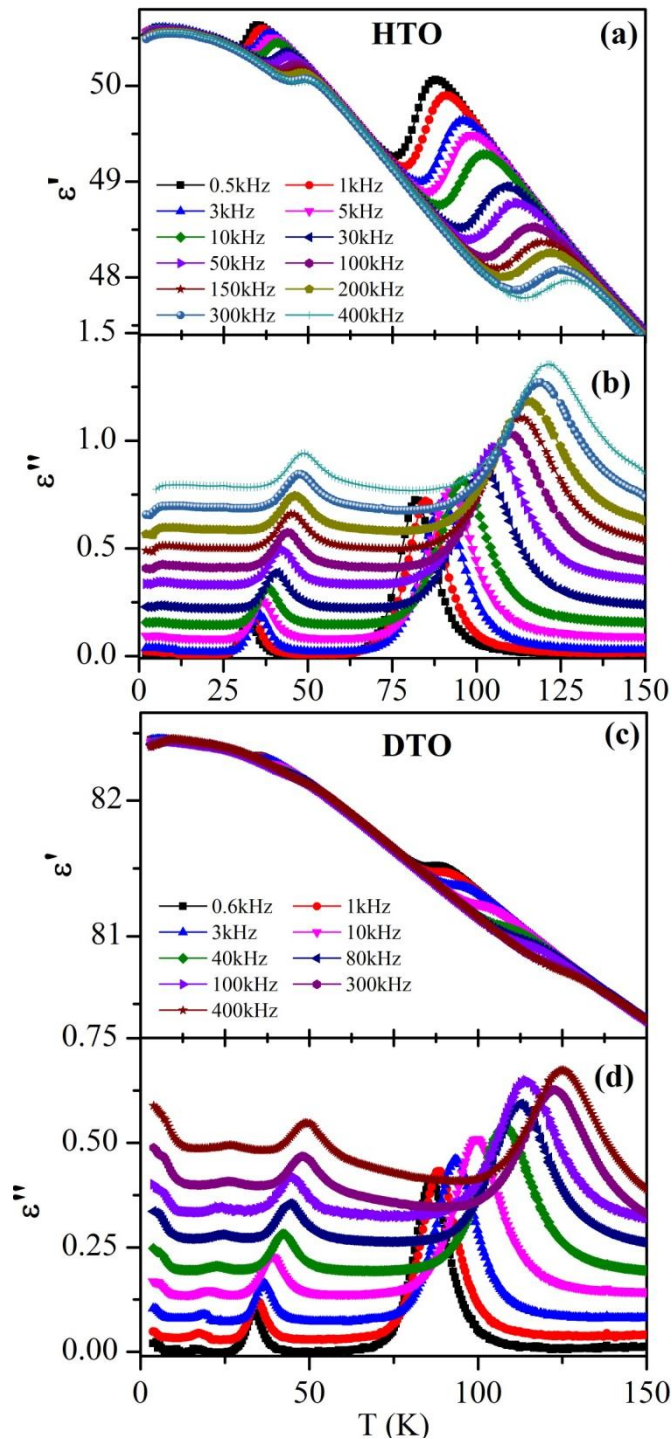 HTO (a)
50
49
48
ε'
0.5kHz 1kHz
3kHz 5kHz
10kHz 30kHz
50kHz 100kHz
150kHz 200kHz
300kHz 400kHz
1.5
(b)
1.0
0.5
0.0
ε''
0 25 50 75 100 125 150
DTO (c)
82
81
ε'
0.6kHz 1kHz
3kHz 10kHz
40kHz 80kHz
100kHz 300kHz
400kHz
0.75
(d)
0.50
0.25
0.00
ε''
0 50 100 150
T (K)